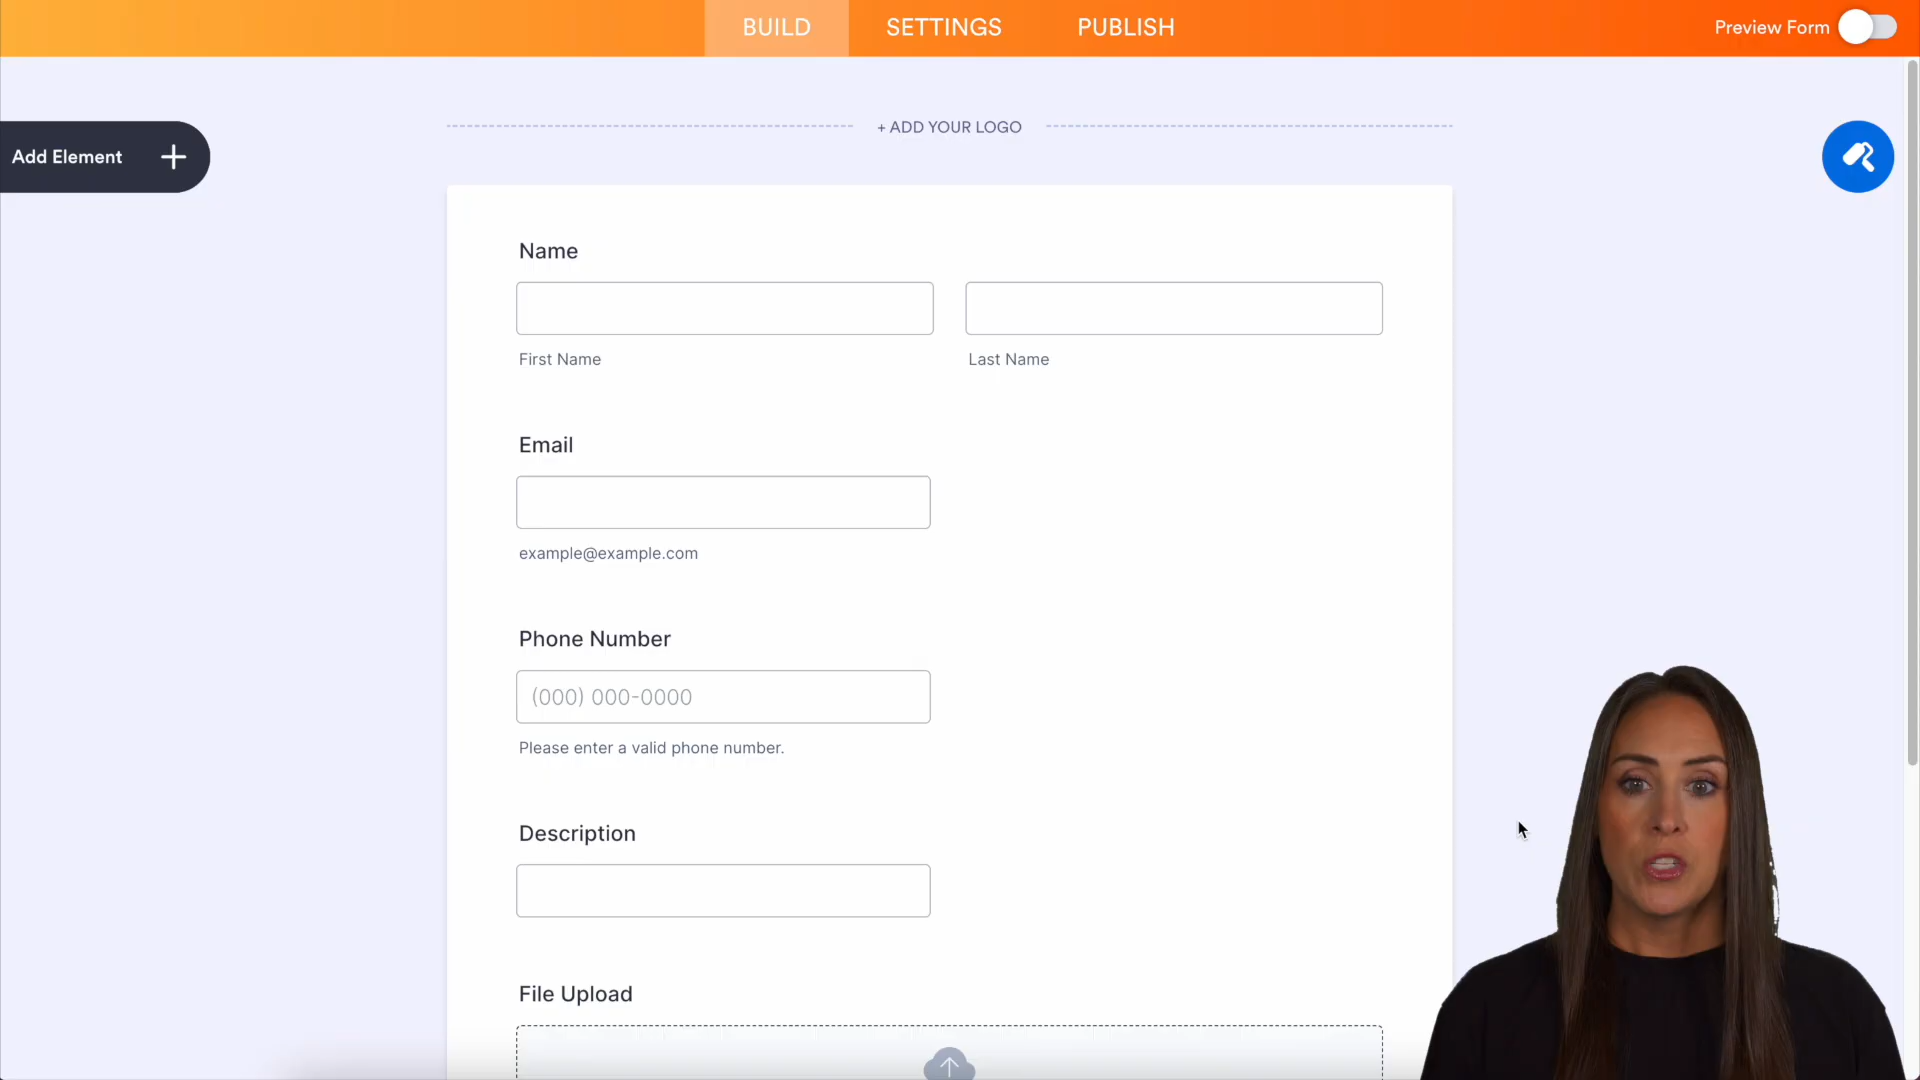 BUILD
SETTINGS
PUBLISH
Preview Form
Add Element
+ ADD YOUR LOGO
Name
First Name
Last Name
Email
example@example.com
Phone Number
(000) 000-0000
Please enter a valid phone number.
Description
File Upload